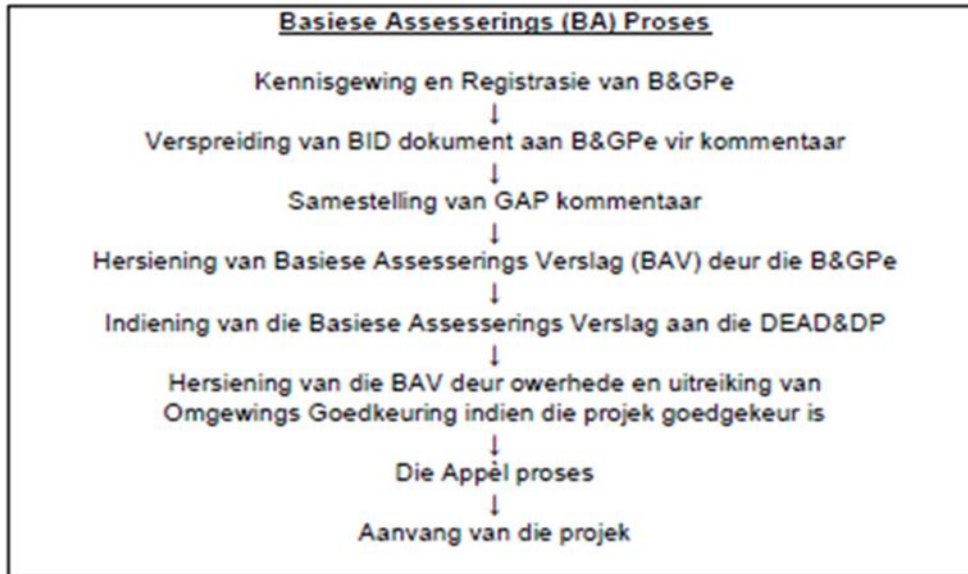 Basiese Assesserings (BA) Proses
Kennisgewing en Registrasie van B&GPe
↓
Verspreiding van BID dokument aan B&GPe vir kommentaar
↓
Samestelling van GAP kommentaar
↓
Hersiening van Basiese Assesserings Verslag (BAV) deur die B&GPe
↓
Indiening van die Basiese Assesserings Verslag aan die DEAD&DP
↓
Hersiening van die BAV deur owerhede en uitreiking van
Omgewings Goedkeuring indien die projek goedgekeur is
↓
Die Appèl proses
↓
Aanvang van die projek